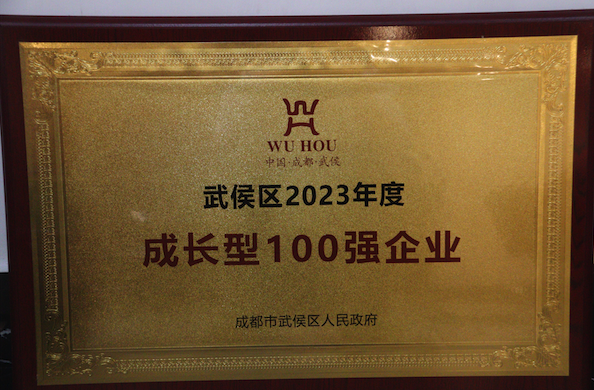 WU HOU
中国·成都·武侯
武侯区2023年度
成长型100强企业
成都市武侯区人民政府